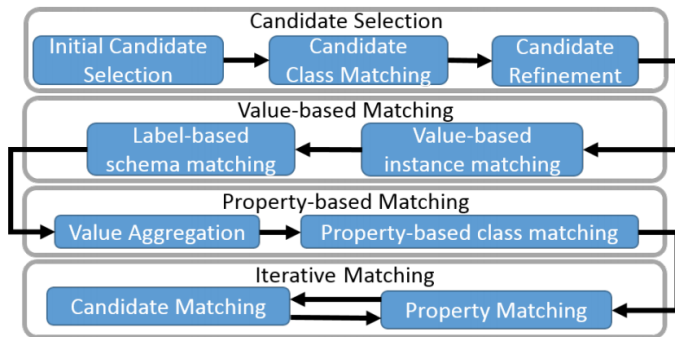 Candidate Selection
Initial Candidate
Selection
Candidate
Class Matching
Candidate
Refinement
Value-based Matching
Label-based
schema matching
Value-based
instance matching
Property-based Matching
Value Aggregation
Property-based class matching
Iterative Matching
Candidate Matching
Property Matching